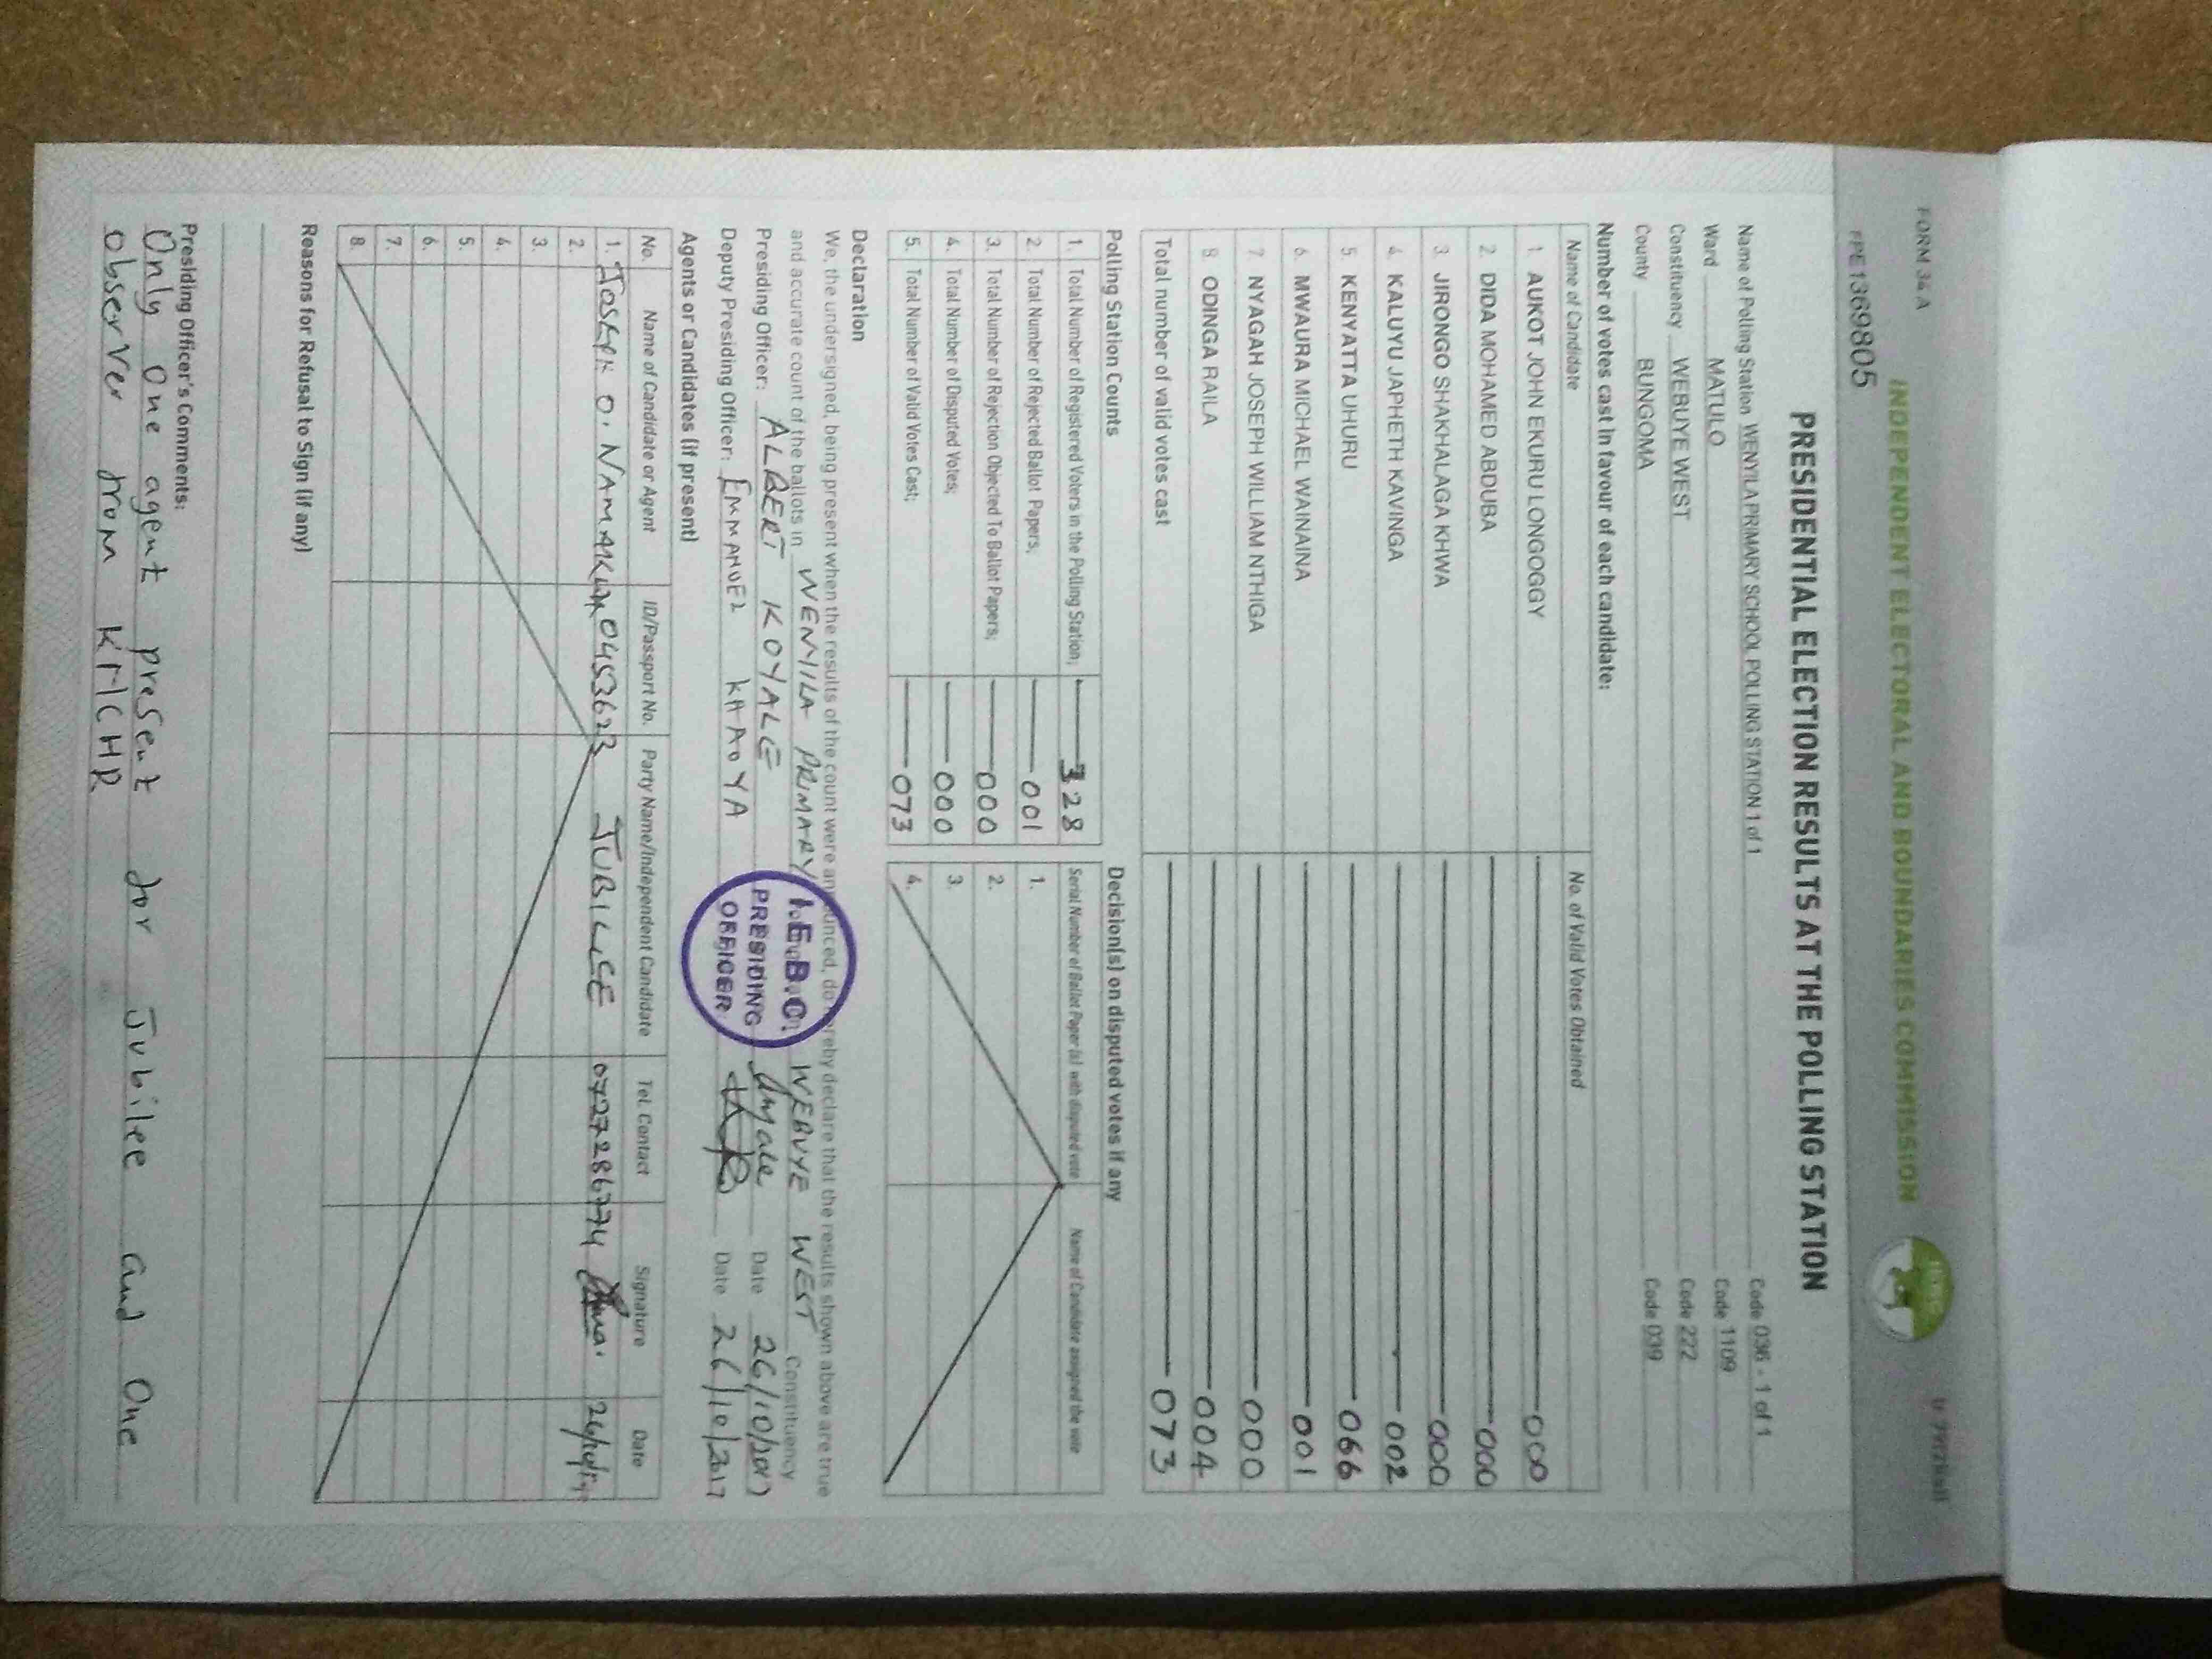 FORM 34 A
INDEPENDENT ELECTORAL AND BOUNDARIES COMMISSION
PRESIDENTIAL ELECTION RESULTS AT THE POLLING STATION
Name of Polling Station WENYILA PRIMARY SCHOOL POLLING STATION 1 of 1 Code 036 - 1 of 1
Ward MATULO Code 1109
Constituency WEBUYE WEST Code 222
County BUNGOMA Code 039
Number of votes cast in favour of each candidate:
Name of Candidate No. of Valid Votes Obtained
1. AUKOT JOHN EKURU LONGOGGY 000
2. DIDA MOHAMED ABDUBA 000
3. JIRONGO SHAKHALAGA KHWA 000
4. KALUYU JAPHETH KAVINGA 002
5 KENYATTA UHURU 066
6 MWAURA MICHAEL WAINAINA 001
7. NYAGAH JOSEPH WILLIAM NTHIGA 000
8 ODINGA RAILA 004
Total number of valid votes cast 073
Polling Station Counts Decision(s) on disputed votes if any
1. Total Number of Registered Voters in the Polling Station; 328 Serial Number of Ballot Paper (s) with disputed vote Name of Candidate assigned the vote
2. Total Number of Rejected Ballot Papers; 001 1.
3. Total Number of Rejection Objected To Ballot Papers; 000 2.
4. Total Number of Disputed Votes; 000 3.
5. Total Number of Valid Votes Cast; 073 4.
Declaration
We, the undersigned, being present when the results of the count were announced, do hereby declare that the results shown above are true
and accurate count of the ballots in WENYILA PRIMARY WEBUYE WEST Constituency
Presiding Officer: ALBERT KOYALE Date 26/10/2017
Deputy Presiding Officer: EMMANUEL KHAOYA Date 26/10/2017
I.E.B.C.
PRESIDING
OFFICER
Agents or Candidates (if present)
No. Name of Candidate or Agent ID/Passport No. Party Name/Independent Candidate Tel. Contact Signature Date
1. JOSEPH O. 0453623 JUBILEE 0727286774 26/10/17
2.
3.
4.
5.
6.
7.
8.
Reasons for Refusal to Sign (if any)
Presiding Officer's Comments:
Only one agent present for Jubilee and One
observer from